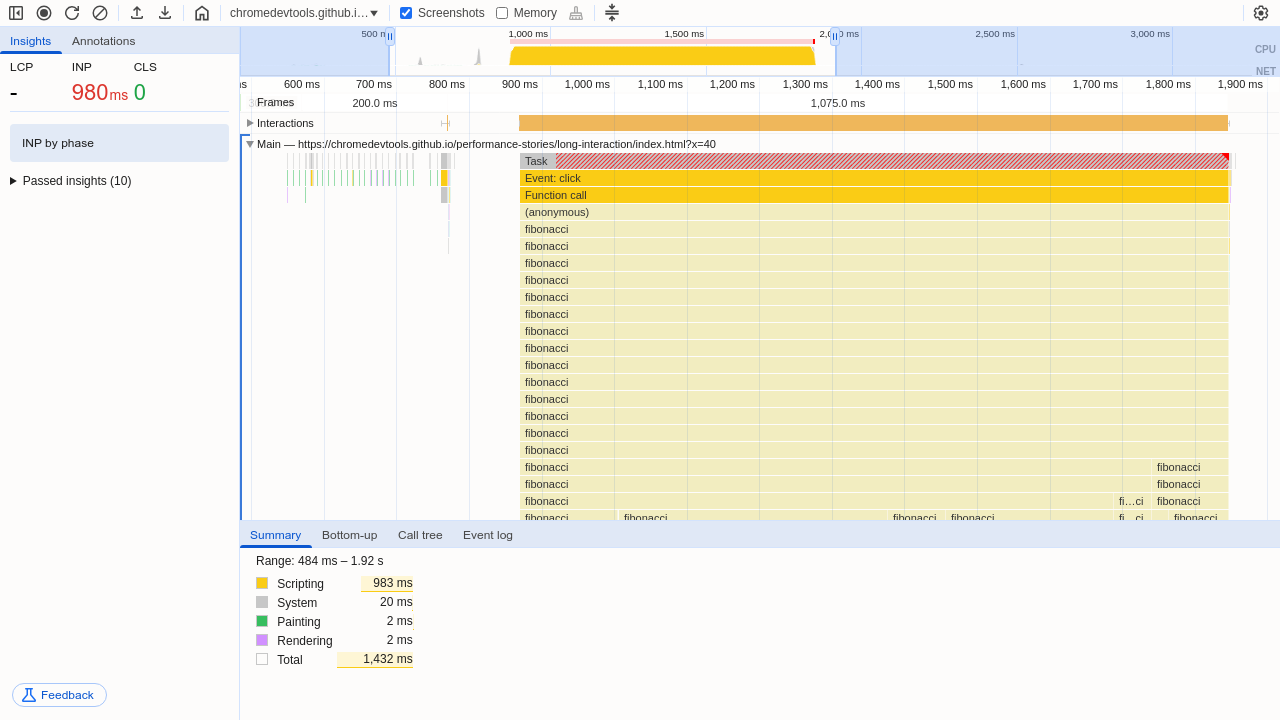 chromedevtools.github.i… Screenshots Memory
Insights Annotations
500 1,000 ms 1,500 ms 2,500 ms 3,000 ms
CPU
NET
LCP INP CLS
- 980 ms 0
INP by phase
Passed insights (10)
600 ms 700 ms 800 ms 900 ms 1,000 ms 1,100 ms 1,200 ms 1,300 ms 1,400 ms 1,500 ms 1,600 ms 1,700 ms 1,800 ms 1,900 ms
Frames 200.0 ms 1,075.0 ms
Interactions
Main — https://chromedevtools.github.io/performance-stories/long-interaction/index.html?x=40
Task
Event: click
Function call
(anonymous)
fibonacci
fibonacci
fibonacci
fibonacci
fibonacci
fibonacci
fibonacci
fibonacci
fibonacci
fibonacci
fibonacci
fibonacci
fibonacci
fibonacci
fibonacci fibonacci
fibonacci fibonacci
fibonacci fi…ci fibonacci
fibonacci fibonacci fibonacci fibonacci fi…ci fibonacci
Summary Bottom-up Call tree Event log
Range: 484 ms – 1.92 s
Scripting 983 ms
System 20 ms
Painting 2 ms
Rendering 2 ms
Total 1,432 ms
Feedback